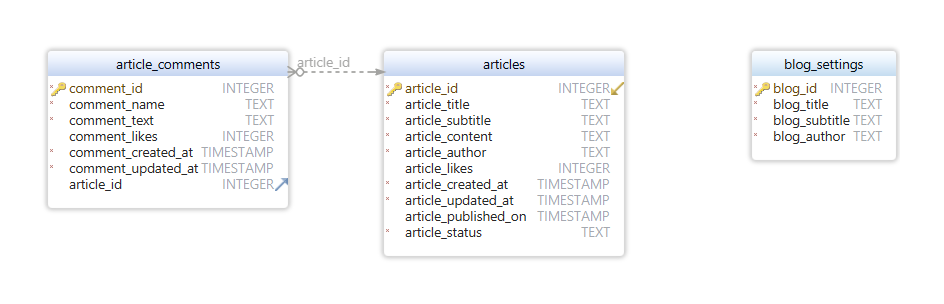 article_comments
comment_id INTEGER
comment_name TEXT
comment_text TEXT
comment_likes INTEGER
comment_created_at TIMESTAMP
comment_updated_at TIMESTAMP
article_id INTEGER
article_id
articles
article_id INTEGER
article_title TEXT
article_subtitle TEXT
article_content TEXT
article_author TEXT
article_likes INTEGER
article_created_at TIMESTAMP
article_updated_at TIMESTAMP
article_published_on TIMESTAMP
article_status TEXT
blog_settings
blog_id INTEGER
blog_title TEXT
blog_subtitle TEXT
blog_author TEXT